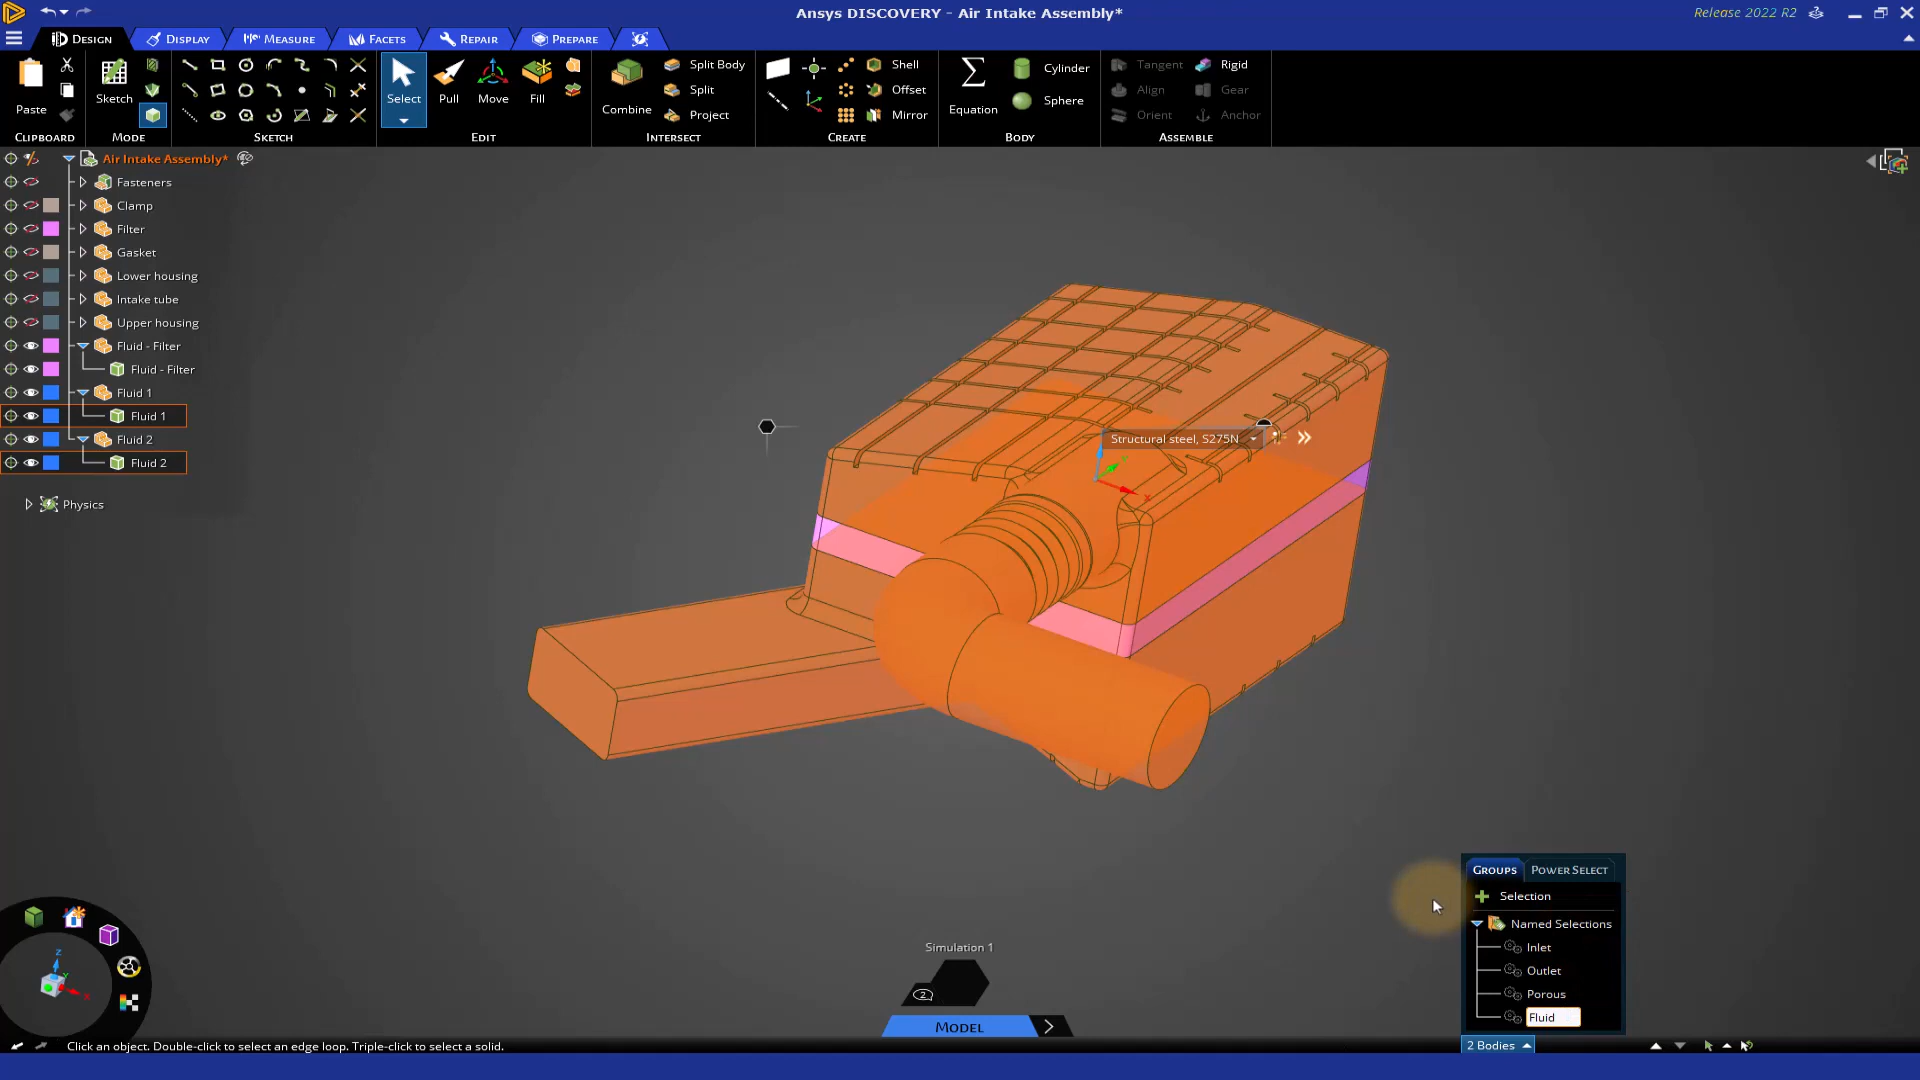 Ansys DISCOVERY - Air Intake Assembly*
Release 2022 R2
DESIGN
DISPLAY
MEASURE
FACETS
REPAIR
PREPARE
Paste
Sketch
Select
Pull
Move
Fill
Combine
Split Body
Split
Project
Shell
Offset
Mirror
Equation
Cylinder
Sphere
Tangent
Align
Orient
Rigid
Gear
Anchor
CLIPBOARD
MODE
SKETCH
EDIT
INTERSECT
CREATE
BODY
ASSEMBLE
Air Intake Assembly*
Fasteners
Clamp
Filter
Gasket
Lower housing
Intake tube
Upper housing
Fluid - Filter
Fluid - Filter
Fluid 1
Fluid 1
Fluid 2
Fluid 2
Physics
Structural steel, S275N
Y
X
GROUPS
POWER SELECT
Selection
Named Selections
Inlet
Outlet
Porous
Fluid
2 Bodies
Simulation 1
2
MODEL
Z
Y
X
Click an object. Double-click to select an edge loop. Triple-click to select a solid.